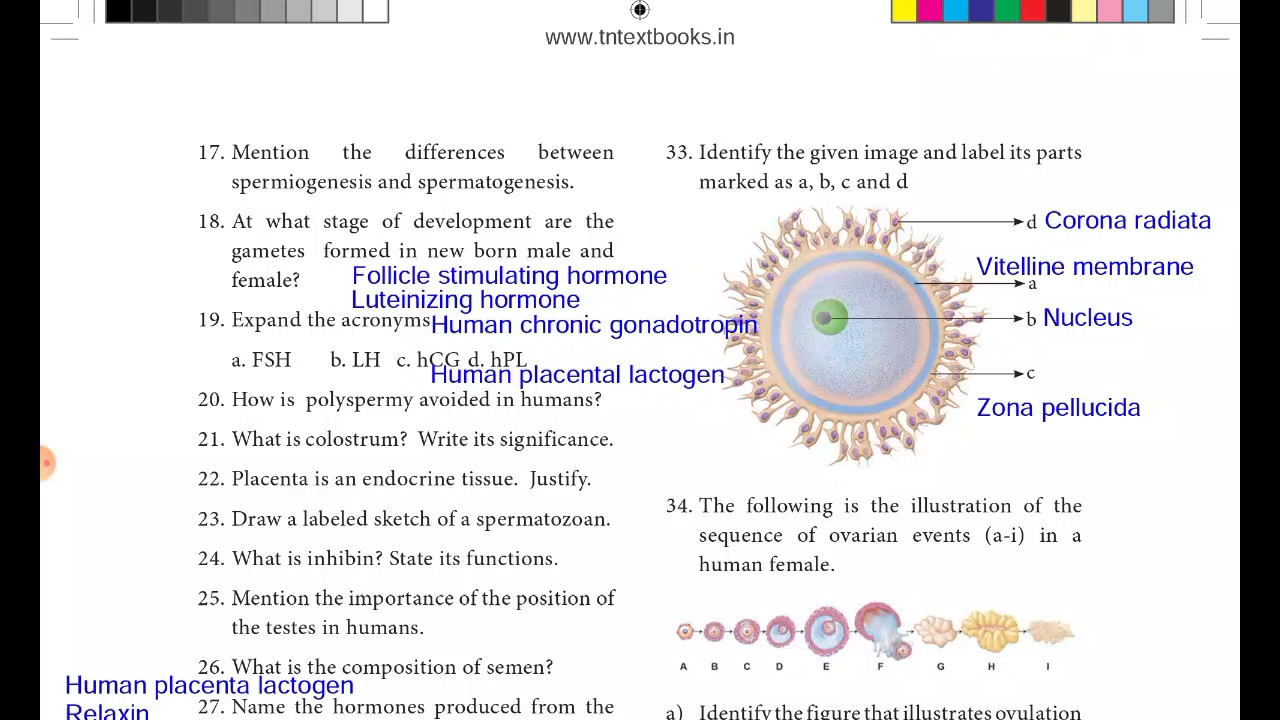 www.tntextbooks.in
17. Mention the differences between
spermiogenesis and spermatogenesis.
18. At what stage of development are the
gametes formed in new born male and
female?
Follicle stimulating hormone
Luteinizing hormone
19. Expand the acronyms
Human chronic gonadotropin
a. FSH b. LH c. hCG d. hPL
Human placental lactogen
20. How is polyspermy avoided in humans?
21. What is colostrum? Write its significance.
22. Placenta is an endocrine tissue. Justify.
23. Draw a labeled sketch of a spermatozoan.
24. What is inhibin? State its functions.
25. Mention the importance of the position of
the testes in humans.
26. What is the composition of semen?
Human placenta lactogen
27. Name the hormones produced from the
Relaxin
33. Identify the given image and label its parts
marked as a, b, c and d
d Corona radiata
Vitelline membrane
a
b Nucleus
c
Zona pellucida
34. The following is the illustration of the
sequence of ovarian events (a-i) in a
human female.
A B C D E F G H I
a) Identify the figure that illustrates ovulation